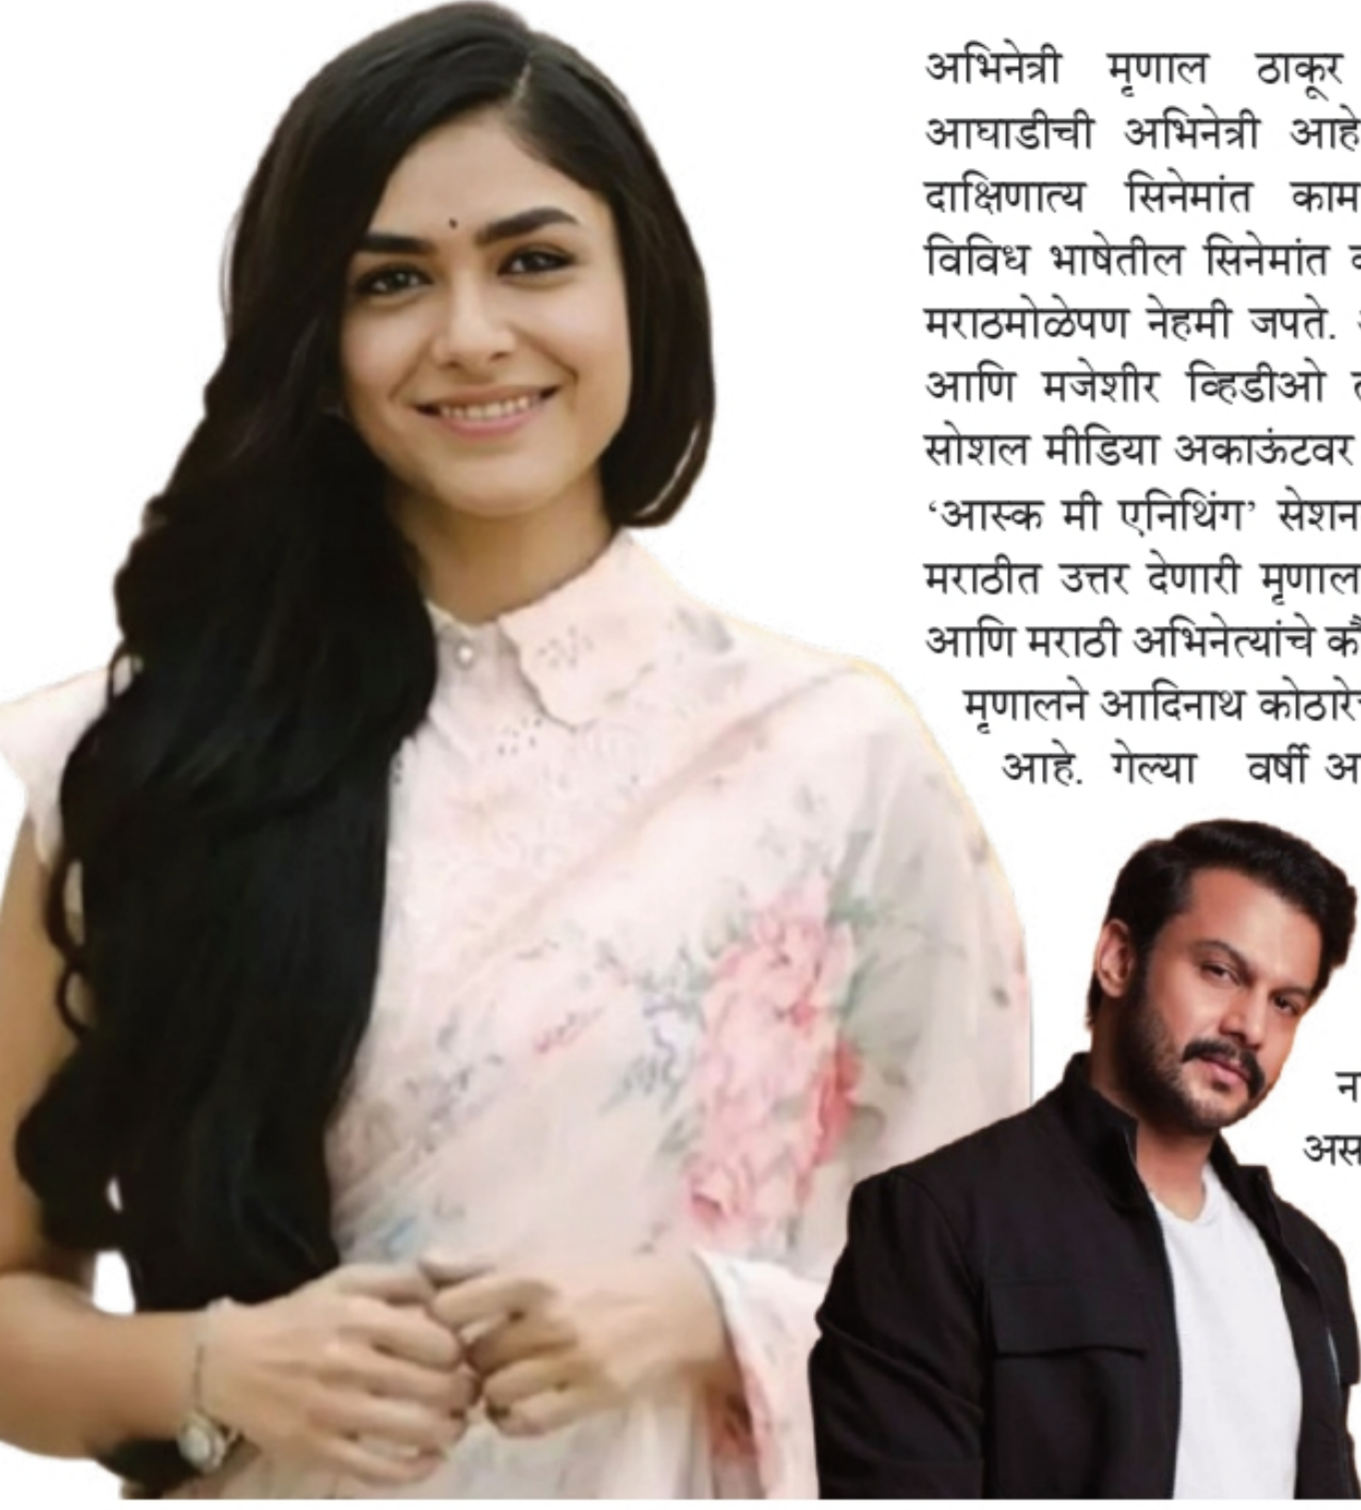 अभिनेत्री मृणाल ठाकूर
आघाडीची अभिनेत्री आहे
दाक्षिणात्य सिनेमांत काम
विविध भाषेतील सिनेमांत
मराठमोळेपण नेहमी जपते.
आणि मजेशीर व्हिडीओ
सोशल मीडिया अकाऊंटवर
‘आस्क मी एनिथिंग’ सेशन
मराठीत उत्तर देणारी मृणाल
आणि मराठी अभिनेत्यांचे
मृणालने आदिनाथ कोठारे
आहे. गेल्या वर्षी